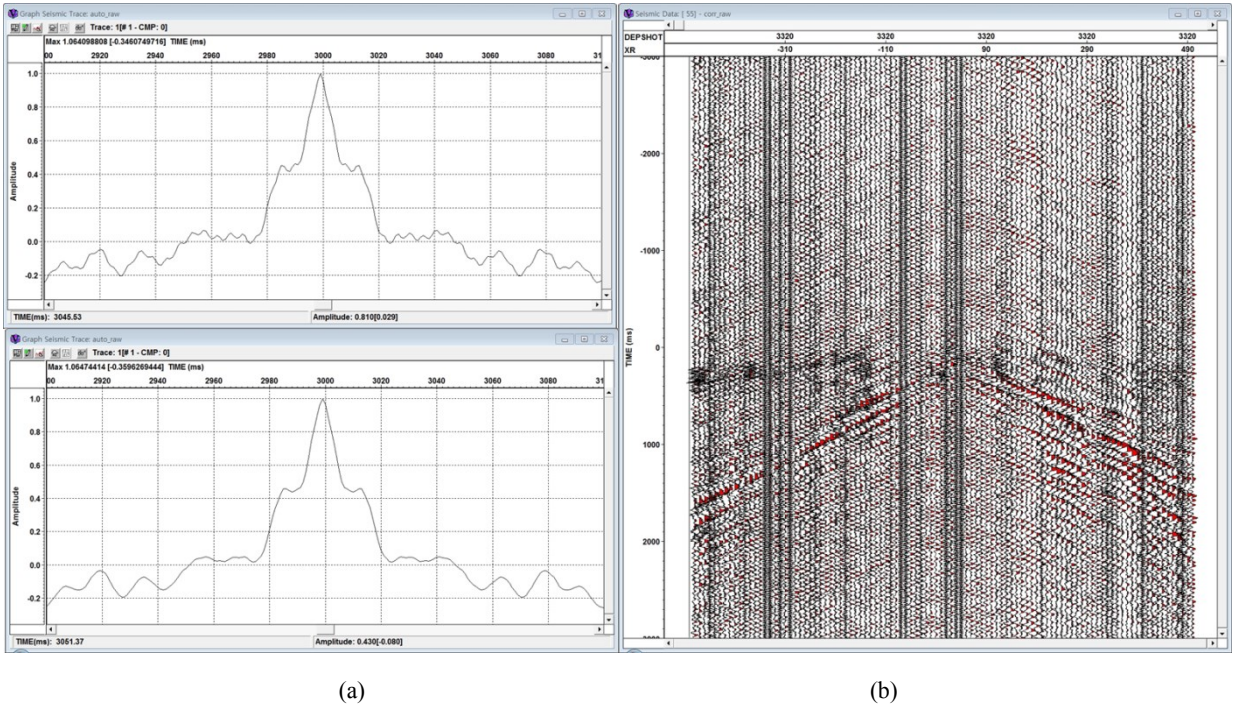 Graph Seismic Trace: auto_raw
Trace: 1[# 1 - CMP: 0]
Max 1.064098808 [-0.3460749716] TIME (ms)
00 2920 2940 2960 2980 3000 3020 3040 3060 3080 31
1.0
0.8
0.6
0.4
0.2
0.0
-0.2
Amplitude
TIME(ms): 3045.53
Amplitude: 0.810[0.029]
Graph Seismic Trace: auto_raw
Trace: 1[# 1 - CMP: 0]
Max 1.06474414 [-0.3596269444] TIME (ms)
00 2920 2940 2960 2980 3000 3020 3040 3060 3080 31
1.0
0.8
0.6
0.4
0.2
0.0
-0.2
Amplitude
TIME(ms): 3051.37
Amplitude: 0.430[-0.080]
(a)
Seismic Data: [ 55] - corr_raw
DEPSHOT 3320 3320 3320 3320 3320
XR -310 -110 90 290 490
-2000
-1000
0
1000
2000
TIME (ms)
(b)